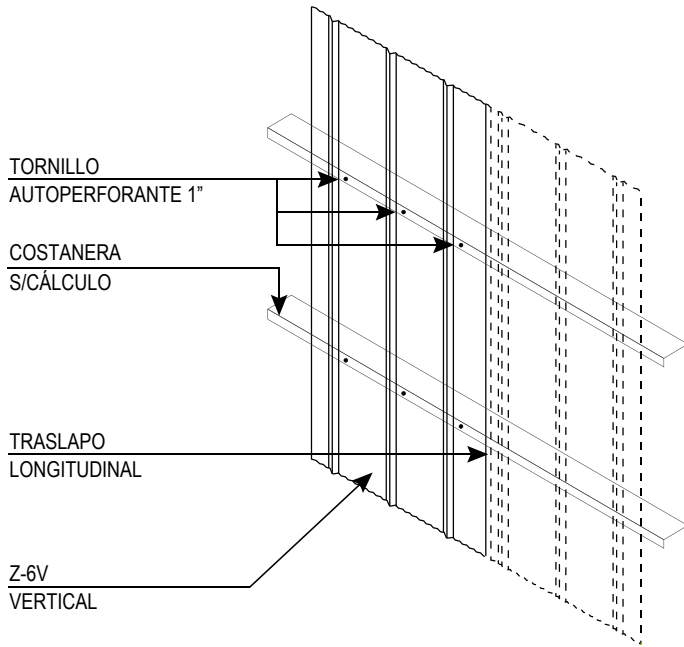 TORNILLO
AUTOPERFORANTE 1”
COSTANERA
S/CÁLCULO
TRASLAPO
LONGITUDINAL
Z-6V
VERTICAL